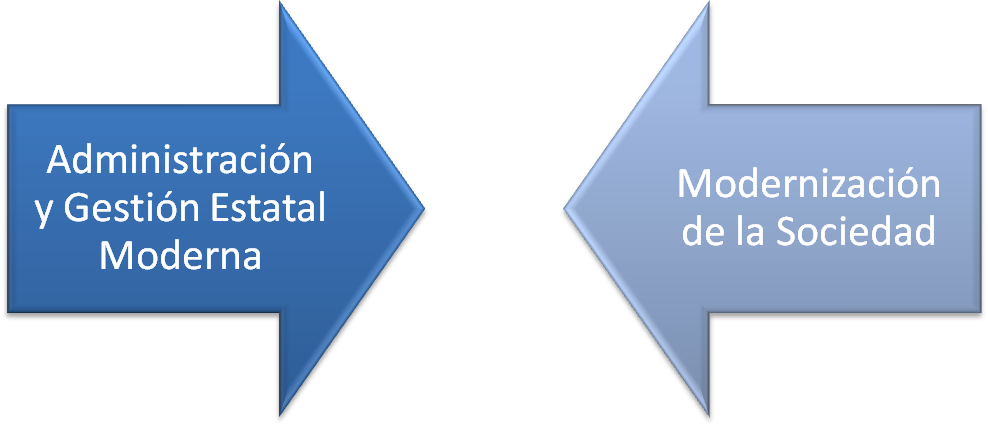 Administración
y Gestión Estatal
Moderna
Modernización
de la Sociedad